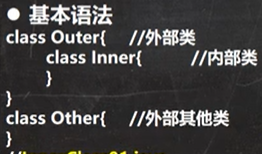 ● 基本语法
class Outer{ //外部类
class Inner{ //内部类
}
}
class Other{ //外部其他类
}